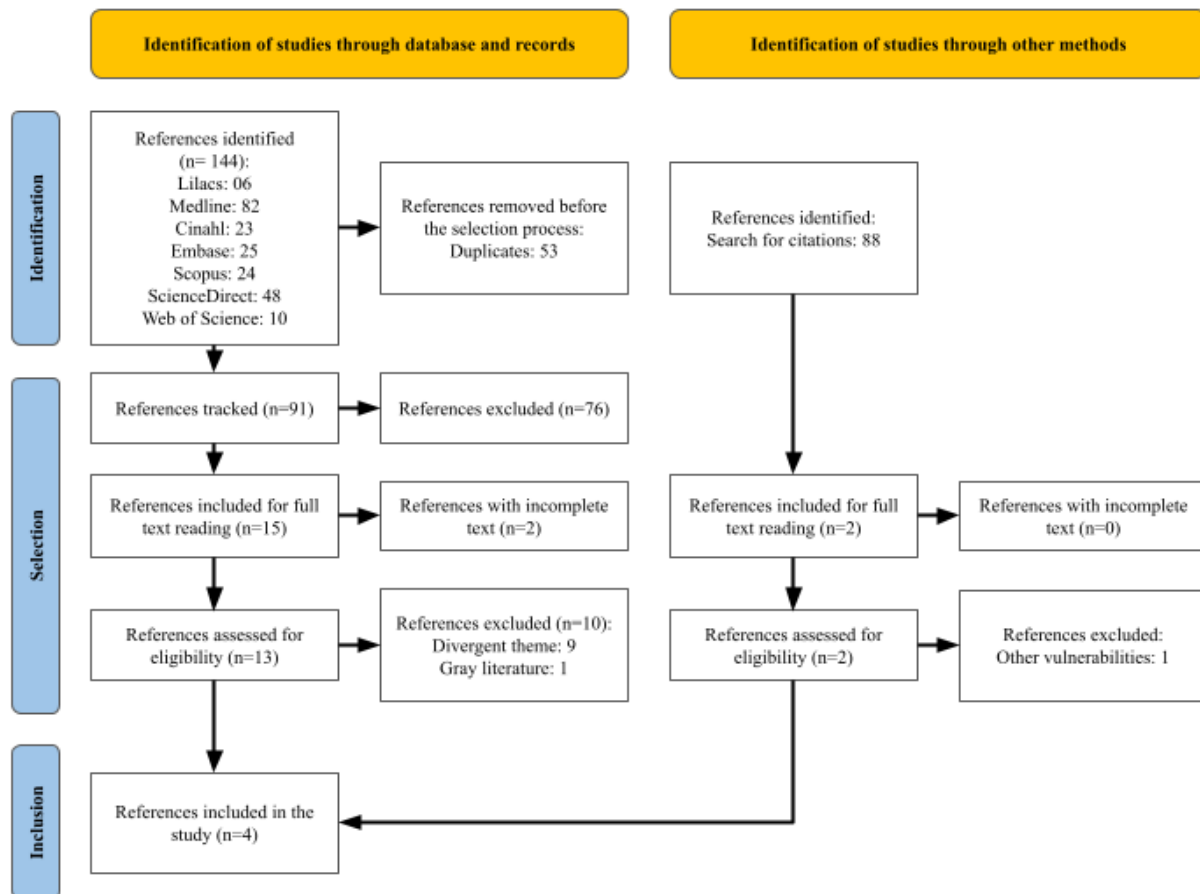 Identification of studies through database and records
Identification of studies through other methods
Identification
References identified
(n= 144):
Lilacs: 06
Medline: 82
Cinahl: 23
Embase: 25
Scopus: 24
ScienceDirect: 48
Web of Science: 10
References removed before
the selection process:
Duplicates: 53
References identified:
Search for citations: 88
Selection
References tracked (n=91)
References excluded (n=76)
References included for full
text reading (n=15)
References with incomplete
text (n=2)
References included for full
text reading (n=2)
References with incomplete
text (n=0)
References assessed for
eligibility (n=13)
References excluded (n=10):
Divergent theme: 9
Gray literature: 1
References assessed for
eligibility (n=2)
References excluded:
Other vulnerabilities: 1
Inclusion
References included in the
study (n=4)